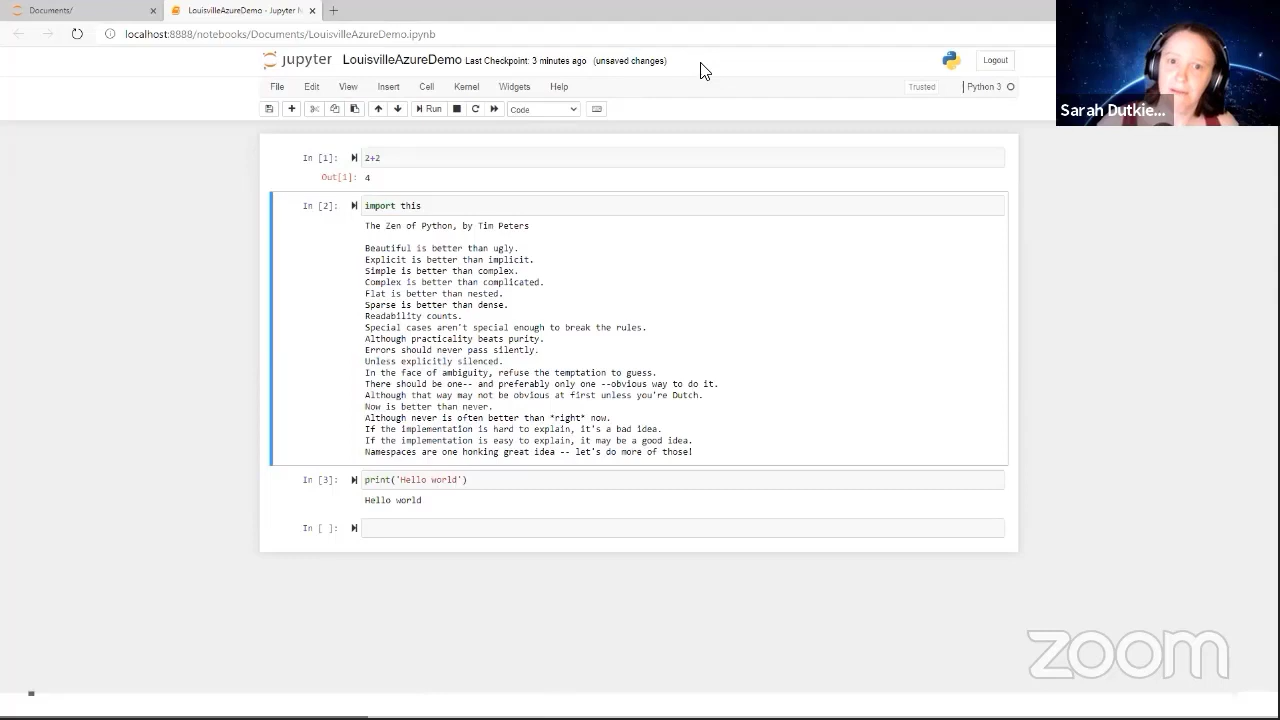 Documents/
LouisvilleAzureDemo - Jupyter N
localhost:8888/notebooks/Documents/LouisvilleAzureDemo.ipynb
jupyter LouisvilleAzureDemo Last Checkpoint: 3 minutes ago (unsaved changes)
Logout
File Edit View Insert Cell Kernel Widgets Help
Trusted
Python 3
Run
Code
In [1]: 2+2
Out[1]: 4
In [2]: import this
The Zen of Python, by Tim Peters
Beautiful is better than ugly.
Explicit is better than implicit.
Simple is better than complex.
Complex is better than complicated.
Flat is better than nested.
Sparse is better than dense.
Readability counts.
Special cases aren't special enough to break the rules.
Although practicality beats purity.
Errors should never pass silently.
Unless explicitly silenced.
In the face of ambiguity, refuse the temptation to guess.
There should be one-- and preferably only one --obvious way to do it.
Although that way may not be obvious at first unless you're Dutch.
Now is better than never.
Although never is often better than *right* now.
If the implementation is hard to explain, it's a bad idea.
If the implementation is easy to explain, it may be a good idea.
Namespaces are one honking great idea -- let's do more of those!
In [3]: print('Hello world')
Hello world
In [ ]:
Sarah Dutkie...
zoom